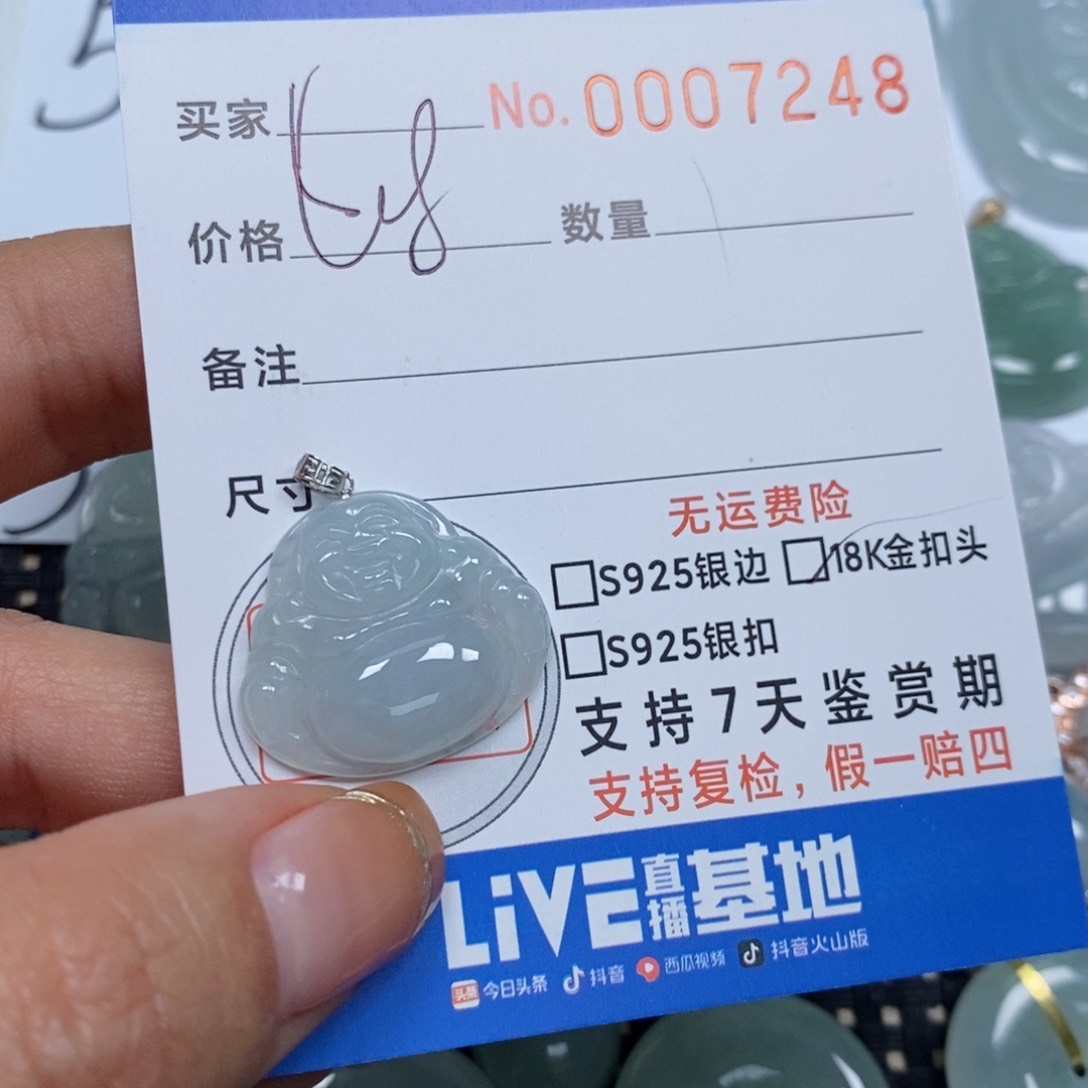 买家 No. 0007248
价格 数量
备注
尺寸
无运费险
S925银边 18K金扣头
S925银扣
支持7天鉴赏期
支持复检，假一赔四
LiVE直播基地
头条 今日头条 抖音 西瓜视频 抖音火山版
5